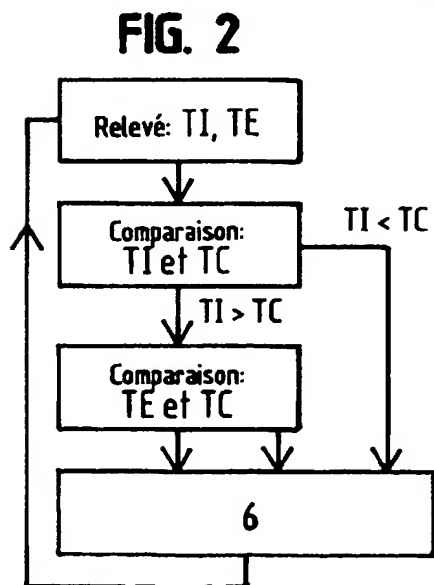 FIG. 2
Relevé: TI, TE
Comparaison:
TI et TC
TI < TC
TI > TC
Comparaison:
TE et TC
6